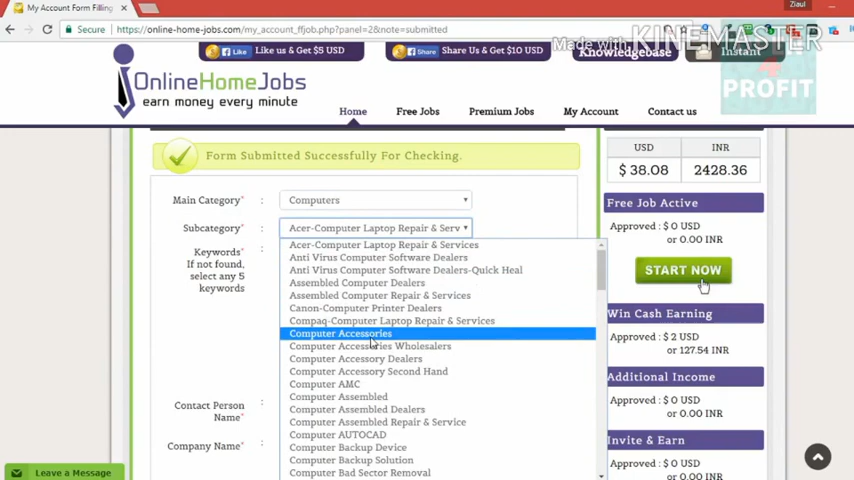 My Account Form Filling
Ziaul
Secure
https://online-home-jobs.com/my_account_ffjob.php?panel=2&note=submitted
Like
Like us & Get $5 USD
Share
Share Us & Get $10 USD
Knowledgebase
Instant
Made with KINEMASTER
4
PROFIT
OnlineHomeJobs
earn money every minute
Home
Free Jobs
Premium Jobs
My Account
Contact us
Form Submitted Successfully For Checking.
USD
INR
$ 38.08
2428.36
Main Category* :
Computers
Subcategory* :
Acer-Computer Laptop Repair & Serv
Keywords* :
If not found,
select any 5
keywords
Acer-Computer Laptop Repair & Services
Anti Virus Computer Software Dealers
Anti Virus Computer Software Dealers-Quick Heal
Assembled Computer Dealers
Assembled Computer Repair & Services
Canon-Computer Printer Dealers
Compaq-Computer Laptop Repair & Services
Computer Accessories
Computer Accessories Wholesalers
Computer Accessory Dealers
Computer Accessory Second Hand
Computer AMC
Computer Assembled
Computer Assembled Dealers
Computer Assembled Repair & Service
Computer AUTOCAD
Computer Backup Device
Computer Backup Solution
Computer Bad Sector Removal
Contact Person :
Name*
Company Name* :
Free Job Active
Approved : $ 0 USD
or 0.00 INR
START NOW
Win Cash Earning
Approved : $ 2 USD
or 127.54 INR
Additional Income
Approved : $ 0 USD
or 0.00 INR
Invite & Earn
Approved : $ 0 USD
or 0.00 INR
Leave a Message